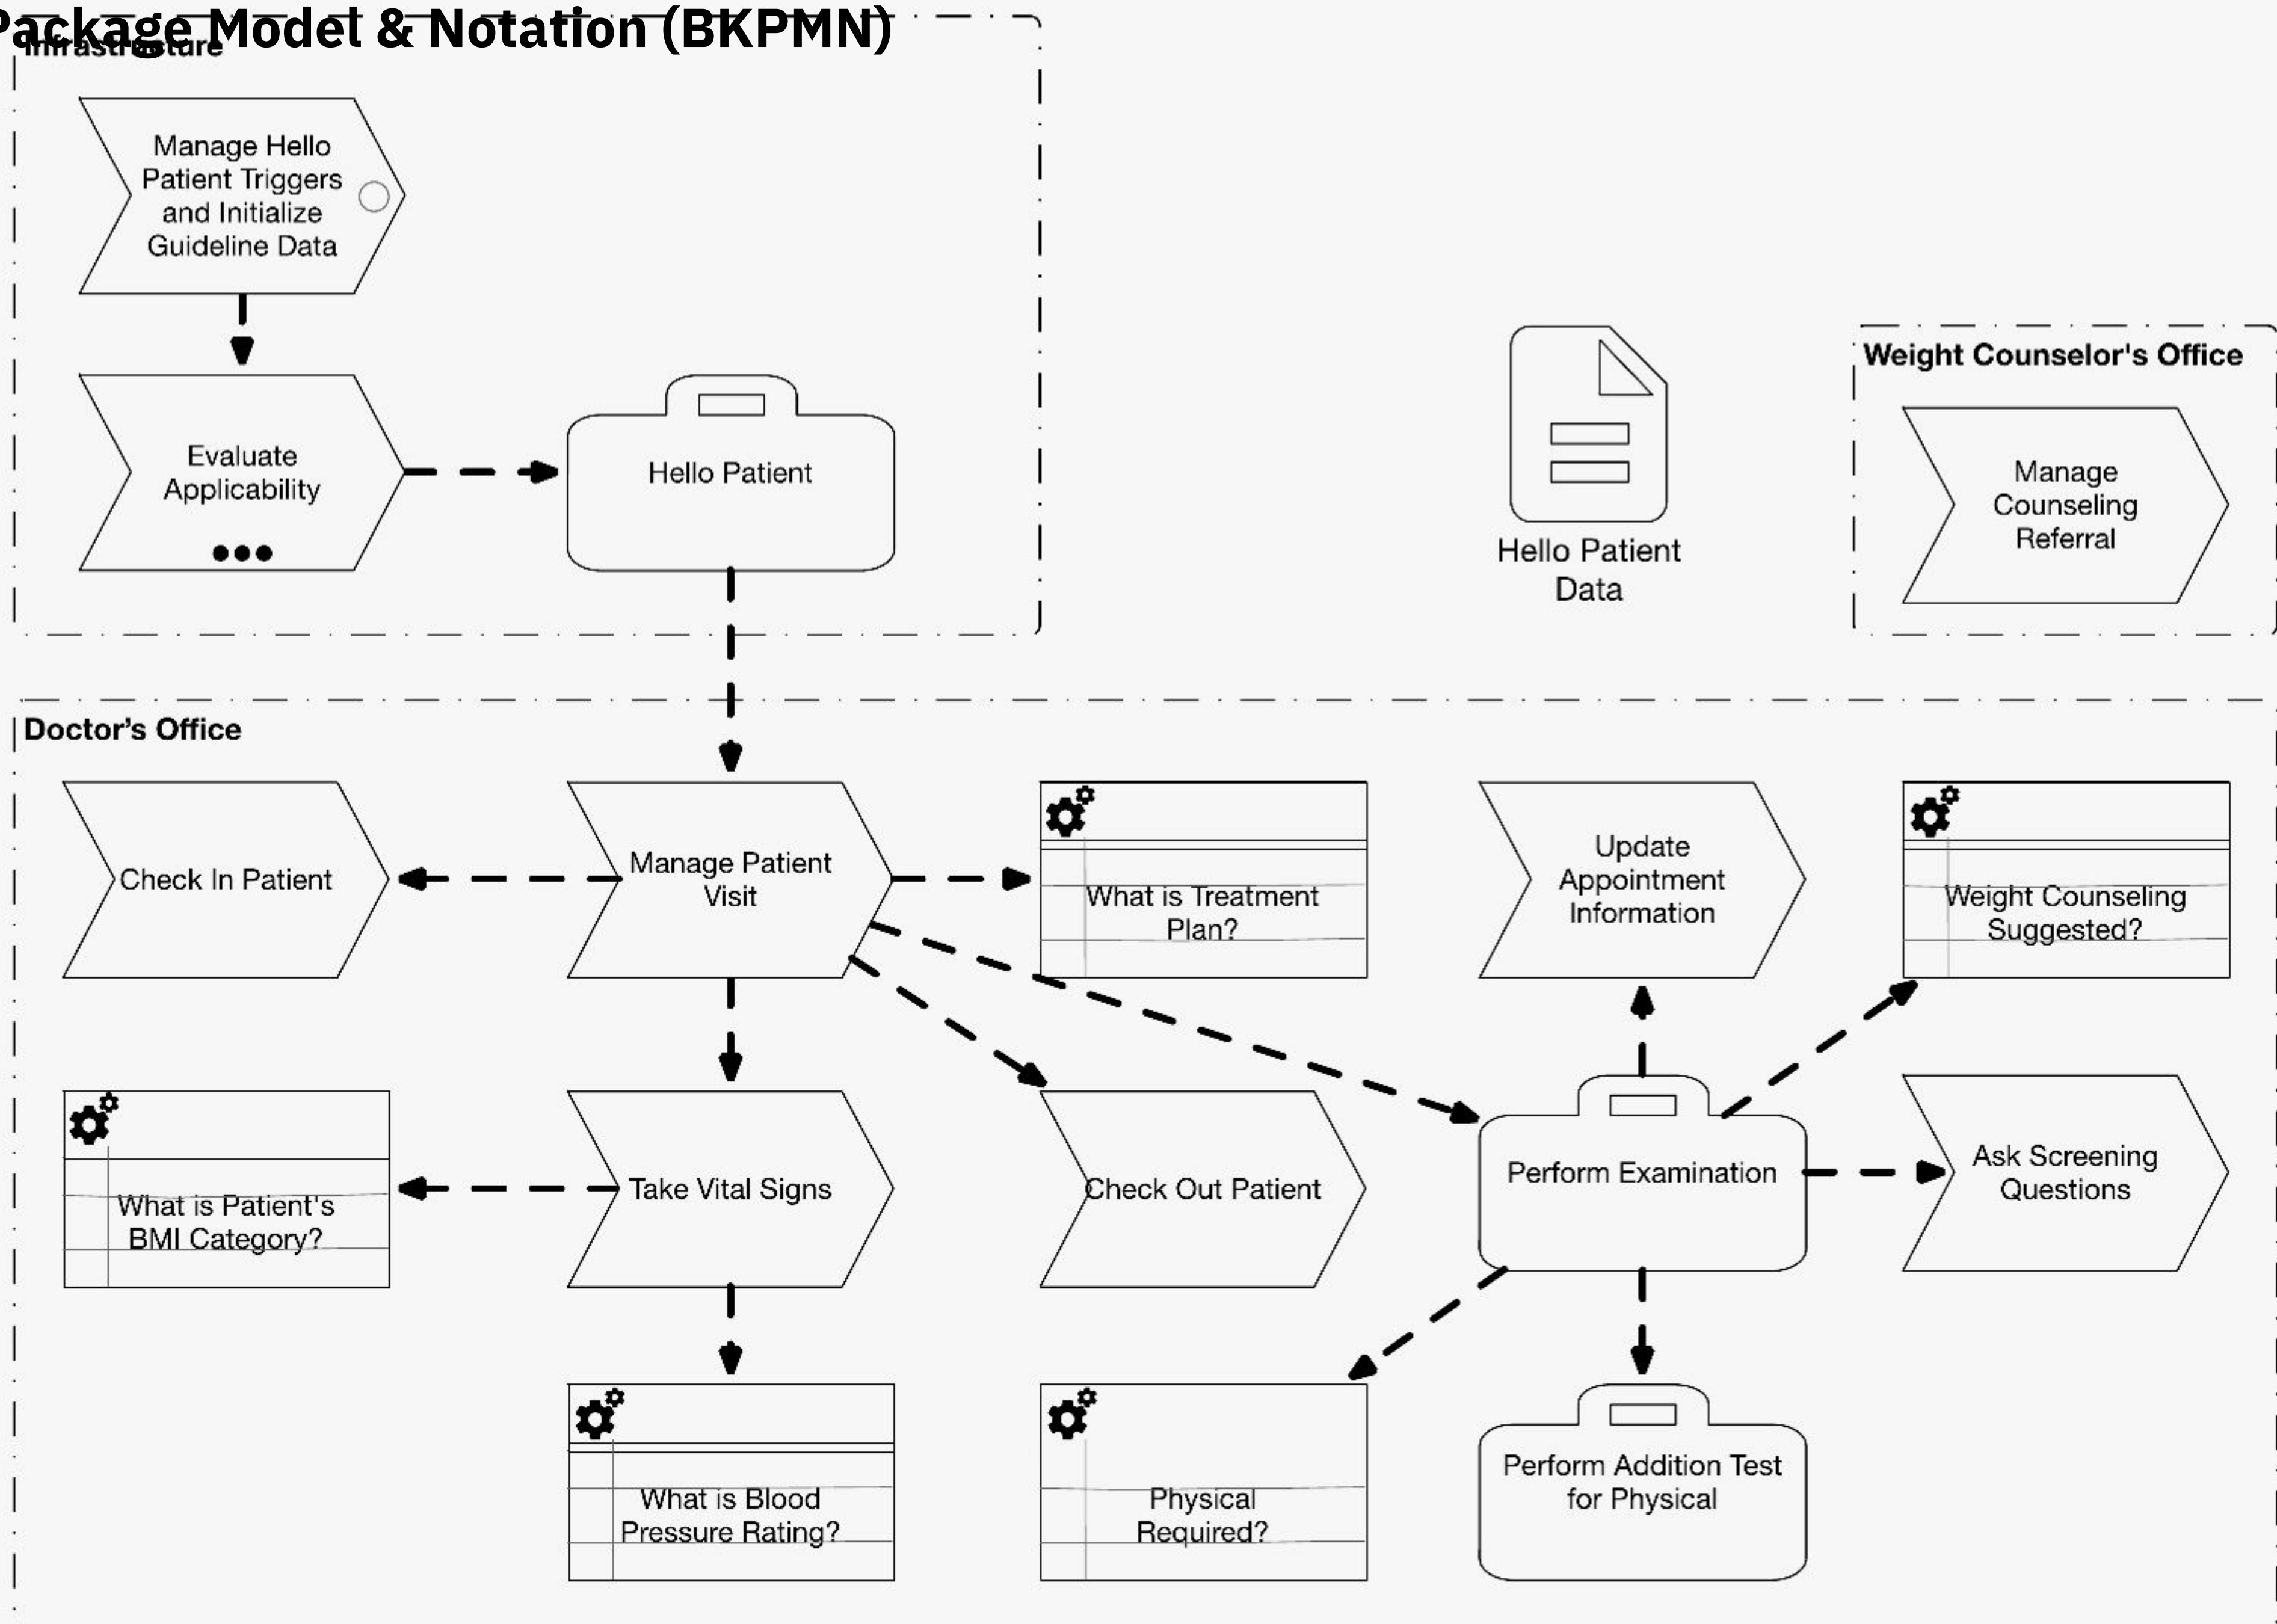 Package Model & Notation (BKPMN)
Infrastructure
Manage Hello
Patient Triggers
and Initialize
Guideline Data
Evaluate
Applicability
Hello Patient
Hello Patient
Data
Weight Counselor's Office
Manage
Counseling
Referral
Doctor's Office
Check In Patient
Manage Patient
Visit
What is Treatment
Plan?
Update
Appointment
Information
Weight Counseling
Suggested?
What is Patient's
BMI Category?
Take Vital Signs
Check Out Patient
Perform Examination
Ask Screening
Questions
What is Blood
Pressure Rating?
Physical
Required?
Perform Addition Test
for Physical